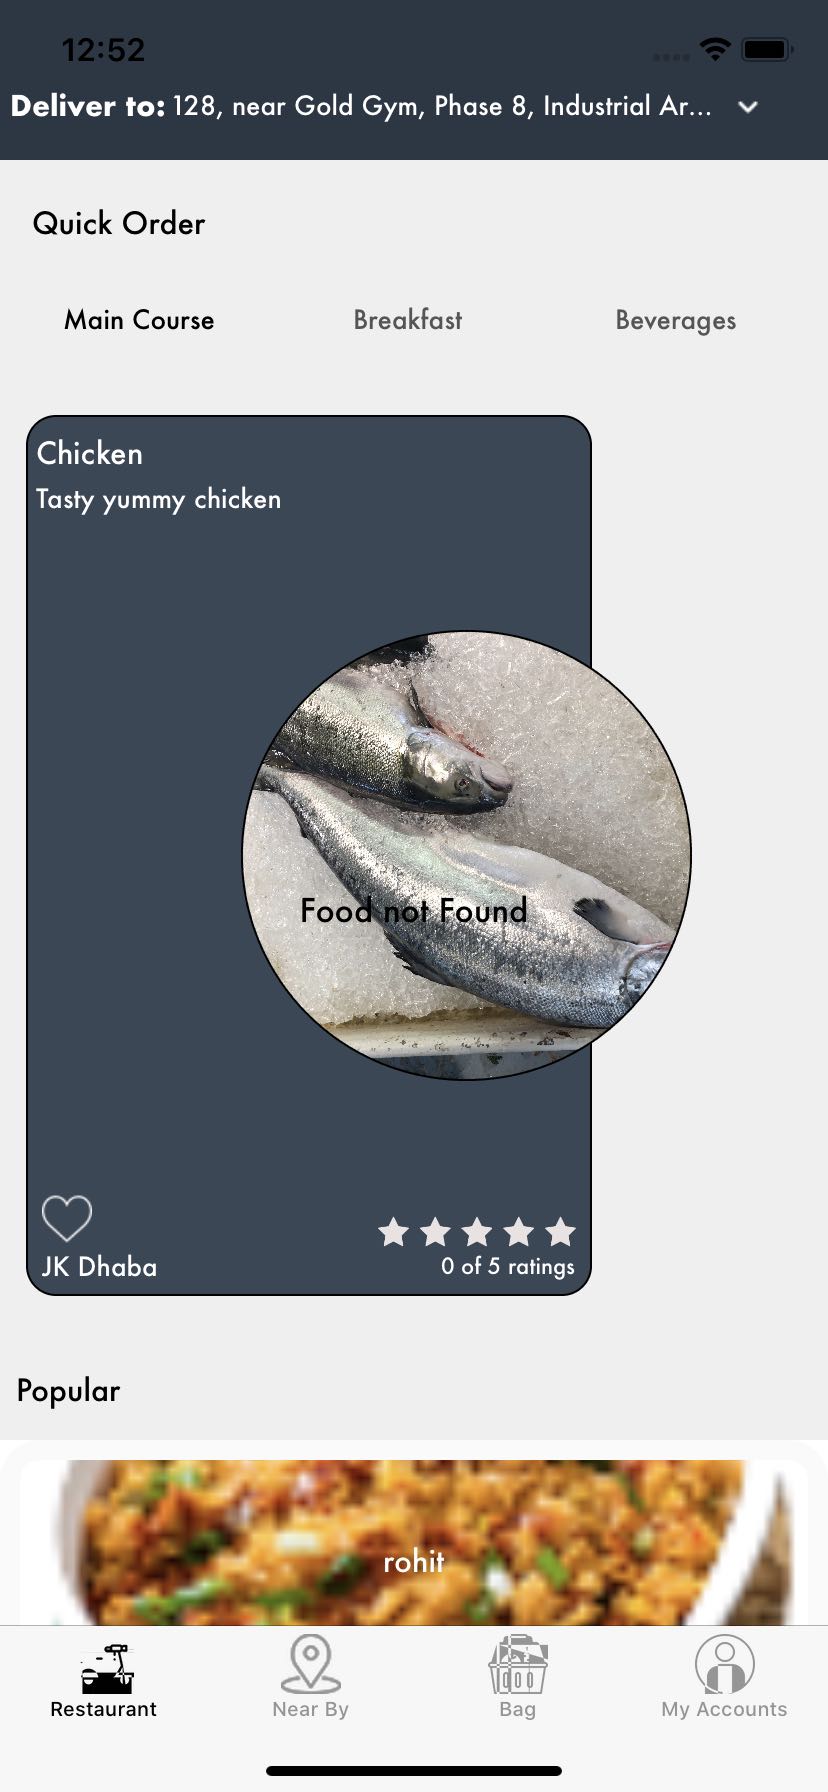 12:52
Deliver to: 128, near Gold Gym, Phase 8, Industrial Ar...
Quick Order
Main Course Breakfast Beverages
Chicken
Tasty yummy chicken
Food not Found
JK Dhaba
0 of 5 ratings
Popular
rohit
Restaurant Near By Bag My Accounts